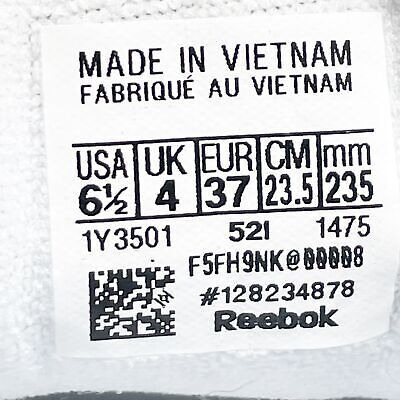 MADE IN VIETNAM
FABRIQUÉ AU VIETNAM
USA UK EUR CM mm
6½ 4 37 23.5 235
1Y3501 52I 1475
F5FH9NK@00008
#128234878
Reebok